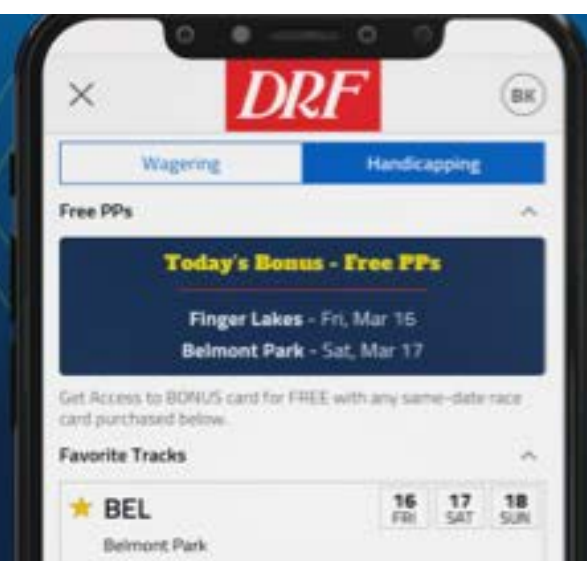 DRF
BK
Wagering
Handicapping
Free PPs
Today's Bonus - Free PPs
Finger Lakes - Fri, Mar 16
Belmont Park - Sat, Mar 17
Get Access to BONUS card for FREE with any same-date race
card purchased below.
Favorite Tracks
BEL
16 17 18
FRI SAT SUN
Belmont Park